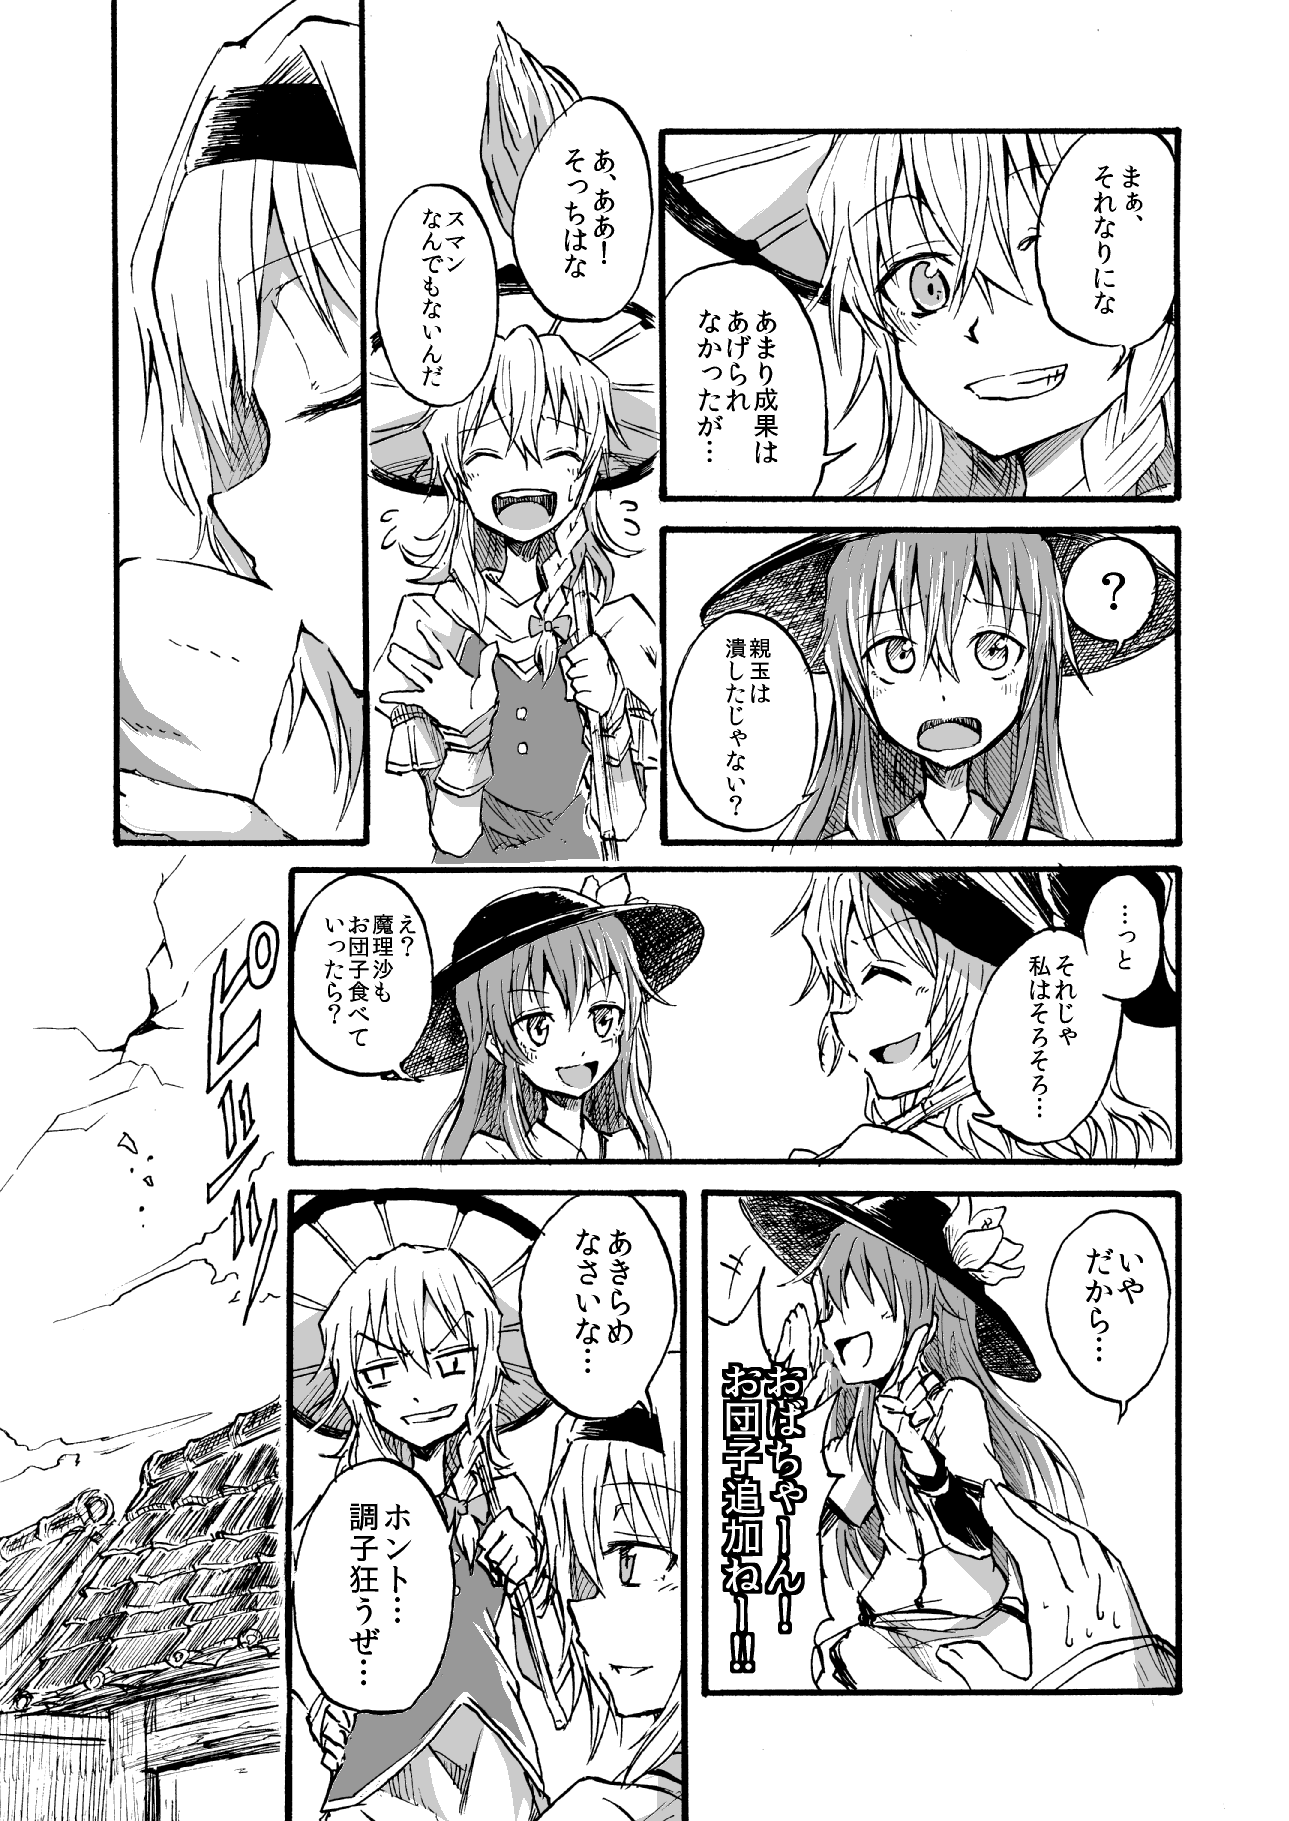 まぁ、
それなりにな
あまり成果は
あげられ
なかったが…
?
親玉は
潰したじゃない?
あ、ああ!
そっちはな
スマン
なんでもないんだ
…っと
それじゃ
私はそろそろ…
え?
魔理沙も
お団子食べて
いったら?
いや
だから…
おばちゃーん!
お団子追加ねー!!
あきらめ
なさいな…
ホント…
調子狂うぜ…